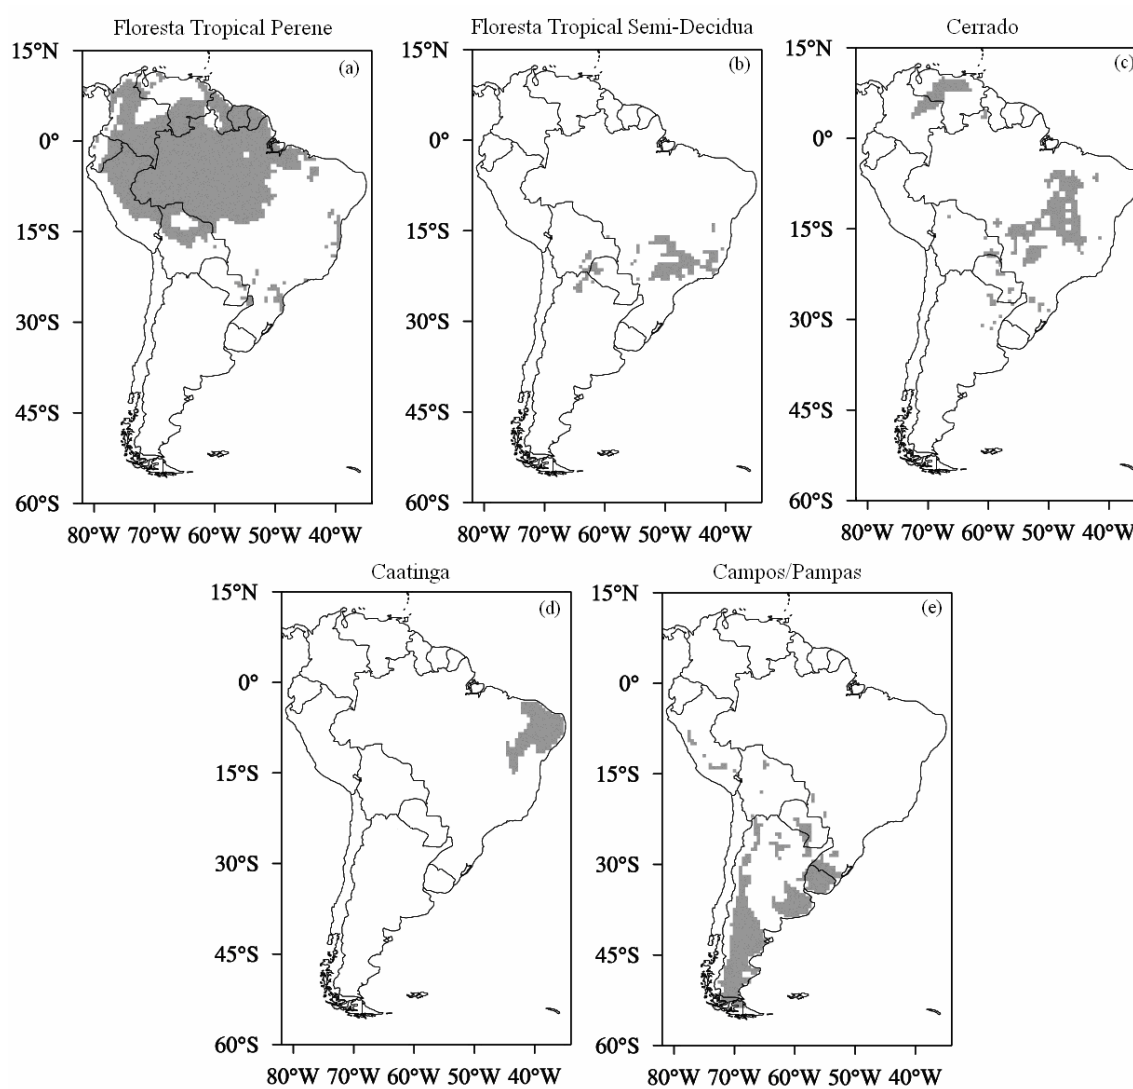 Floresta Tropical Perene
Floresta Tropical Semi-Decidua
Cerrado
15°N
(a)
0°
15°S
30°S
45°S
60°S
80°W 70°W 60°W 50°W 40°W
15°N
(b)
0°
15°S
30°S
45°S
60°S
80°W 70°W 60°W 50°W 40°W
15°N
(c)
0°
15°S
30°S
45°S
60°S
80°W 70°W 60°W 50°W 40°W
Caatinga
Campos/Pampas
15°N
(d)
0°
15°S
30°S
45°S
60°S
80°W 70°W 60°W 50°W 40°W
15°N
(e)
0°
15°S
30°S
45°S
60°S
80°W 70°W 60°W 50°W 40°W